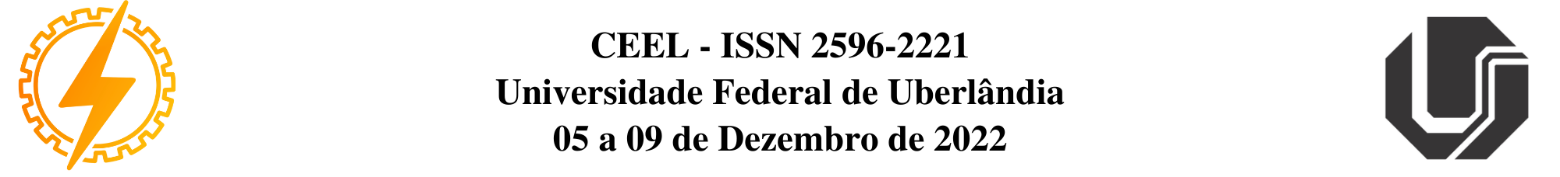 CEEL - ISSN 2596-2221
Universidade Federal de Uberlândia
05 a 09 de Dezembro de 2022